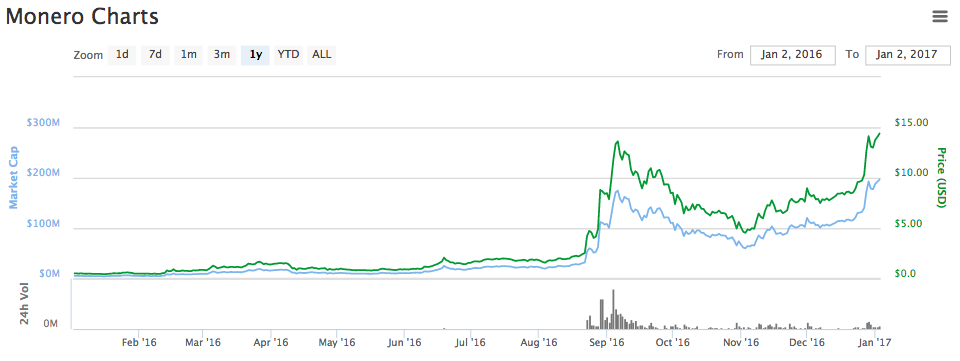 Monero Charts
Zoom 1d 7d 1m 3m 1y YTD ALL From Jan 2, 2016 To Jan 2, 2017
$300M $15.00
$200M $10.00
$100M $5.00
$0M $0.0
Market Cap
Price (USD)
24h Vol
0M
Feb '16 Mar '16 Apr '16 May '16 Jun '16 Jul '16 Aug '16 Sep '16 Oct '16 Nov '16 Dec '16 Jan '17